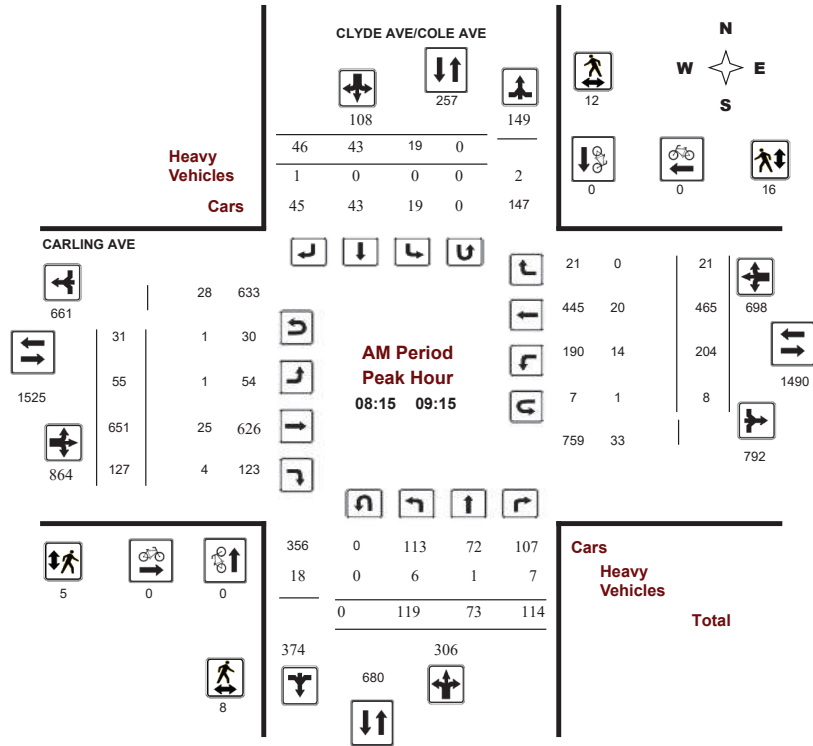 CLYDE AVE/COLE AVE
N
W E
S
257
12
108
149
46 43 19 0
Heavy
Vehicles
1 0 0 0 2
Cars
45 43 19 0 147
0 0 16
CARLING AVE
661
28 633
31 1 30
1525
55 1 54
651 25 626
864
127 4 123
AM Period
Peak Hour
08:15 09:15
21 0 21
698
445 20 465
190 14 204
1490
7 1 8
759 33
792
356 0 113 72 107
Cars
18 0 6 1 7
Heavy
Vehicles
0 119 73 114
Total
5 0 0
374 306
680
8